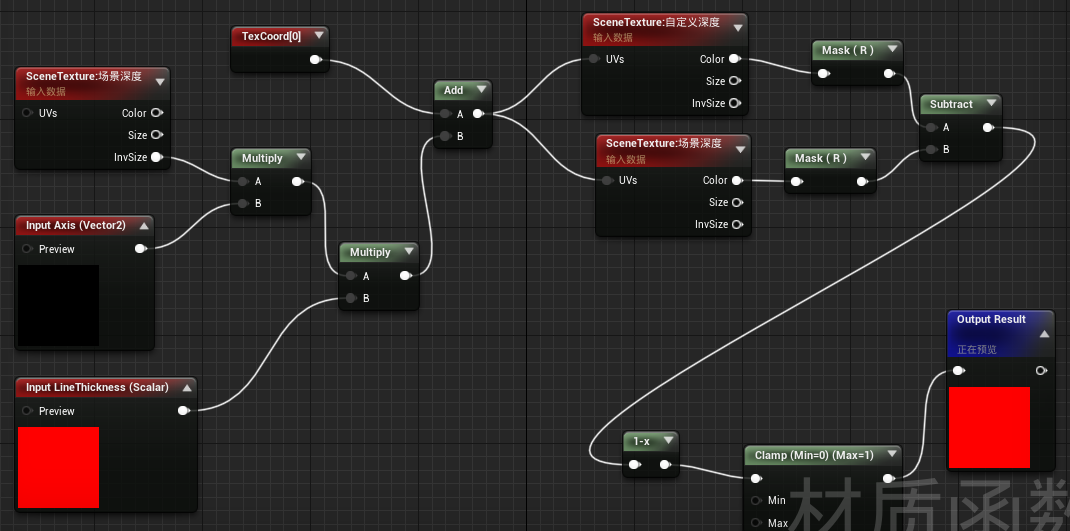 SceneTexture:场景深度
输入数据
UVs
Color
Size
InvSize
Input Axis (Vector2)
Preview
Input LineThickness (Scalar)
Preview
TexCoord[0]
Multiply
A
B
Multiply
A
B
Add
A
B
SceneTexture:自定义深度
输入数据
UVs
Color
Size
InvSize
SceneTexture:场景深度
输入数据
UVs
Color
Size
InvSize
Mask ( R )
Mask ( R )
Subtract
A
B
1-x
Clamp (Min=0) (Max=1)
Min
Max
Output Result
正在预览
材质函数